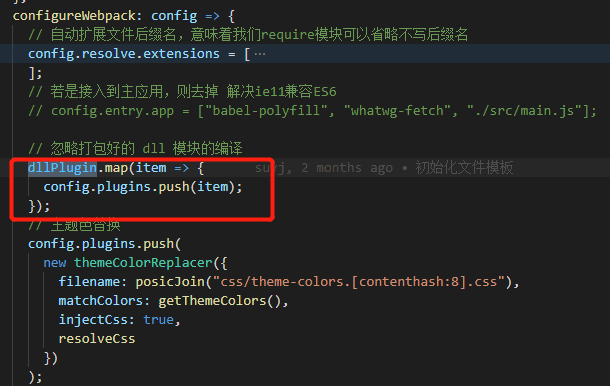 configureWebpack: config => {
// 自动扩展文件后缀名，意味着我们require模块可以省略不写后缀名
config.resolve.extensions = [ ⋯
];
// 若是接入到主应用，则去掉 解决ie11兼容ES6
// config.entry.app = ["babel-polyfill", "whatwg-fetch", "./src/main.js"];
// 忽略打包好的 dll 模块的编译
dllPlugin.map(item => { sunj, 2 months ago • 初始化文件模板
config.plugins.push(item);
});
// 主题色替换
config.plugins.push(
new themeColorReplacer({
filename: posicJoin("css/theme-colors.[contenthash:8].css"),
matchColors: getThemeColors(),
injectCss: true,
resolveCss
})
);